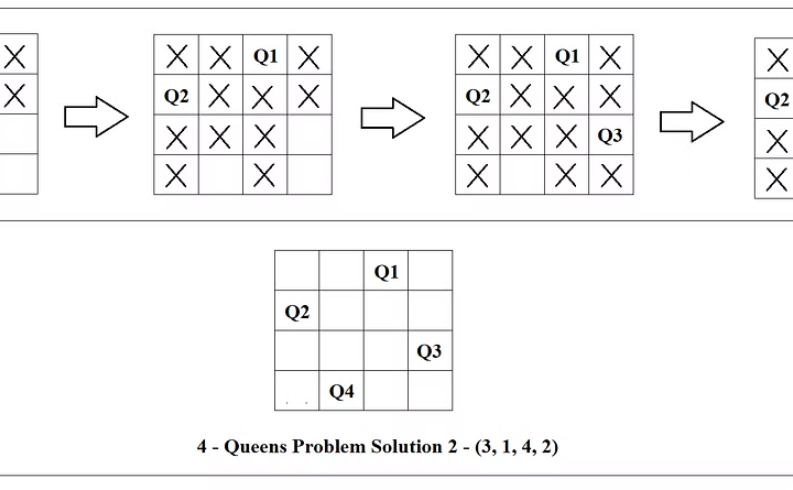 X X X Q1 X X X Q1 X X
X Q2 X X X Q2 X X X Q2
X X X X X X Q3 X
X X X X X X
Q1
Q2
Q3
Q4
4 - Queens Problem Solution 2 - (3, 1, 4, 2)